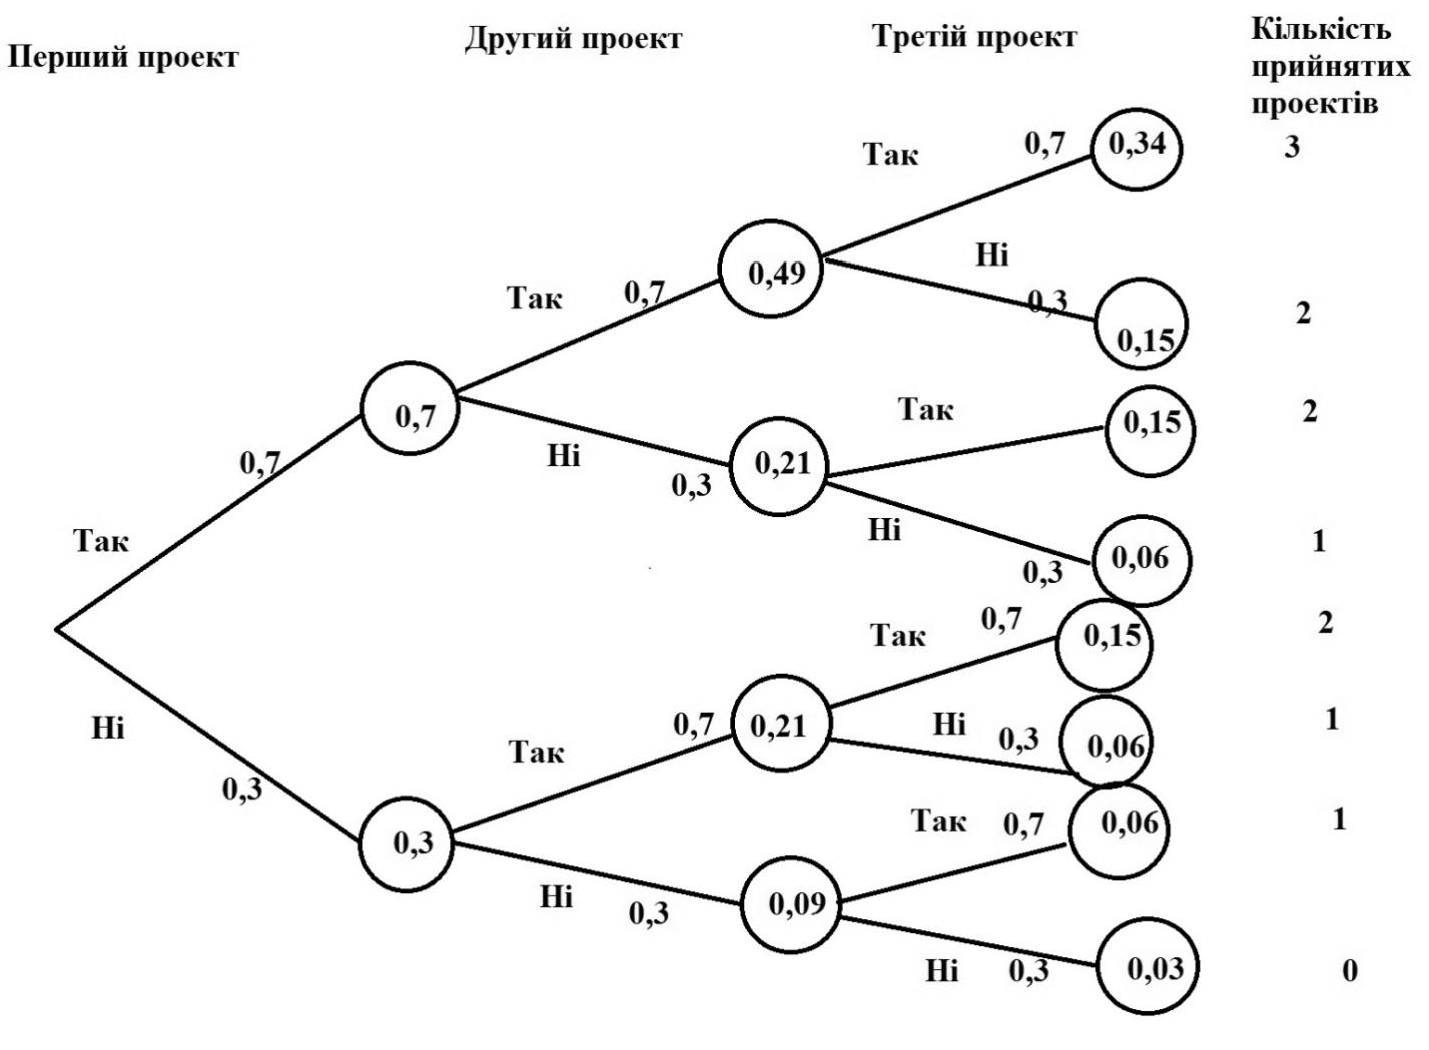 Перший проект
Другий проект
Третій проект
Кількість
прийнятих
проектів
Так
0,7
0,34
3
Ні
0,3
0,15
2
Так
0,7
0,49
0,7
Ні
0,3
0,21
Так
0,15
2
Ні
0,3
0,06
1
Так
0,7
Так
0,7
0,15
2
Ні
0,3
0,06
1
Так
0,7
0,21
Ні
0,3
0,3
Так
0,7
0,06
1
Ні
0,3
0,09
Ні
0,3
0,03
0